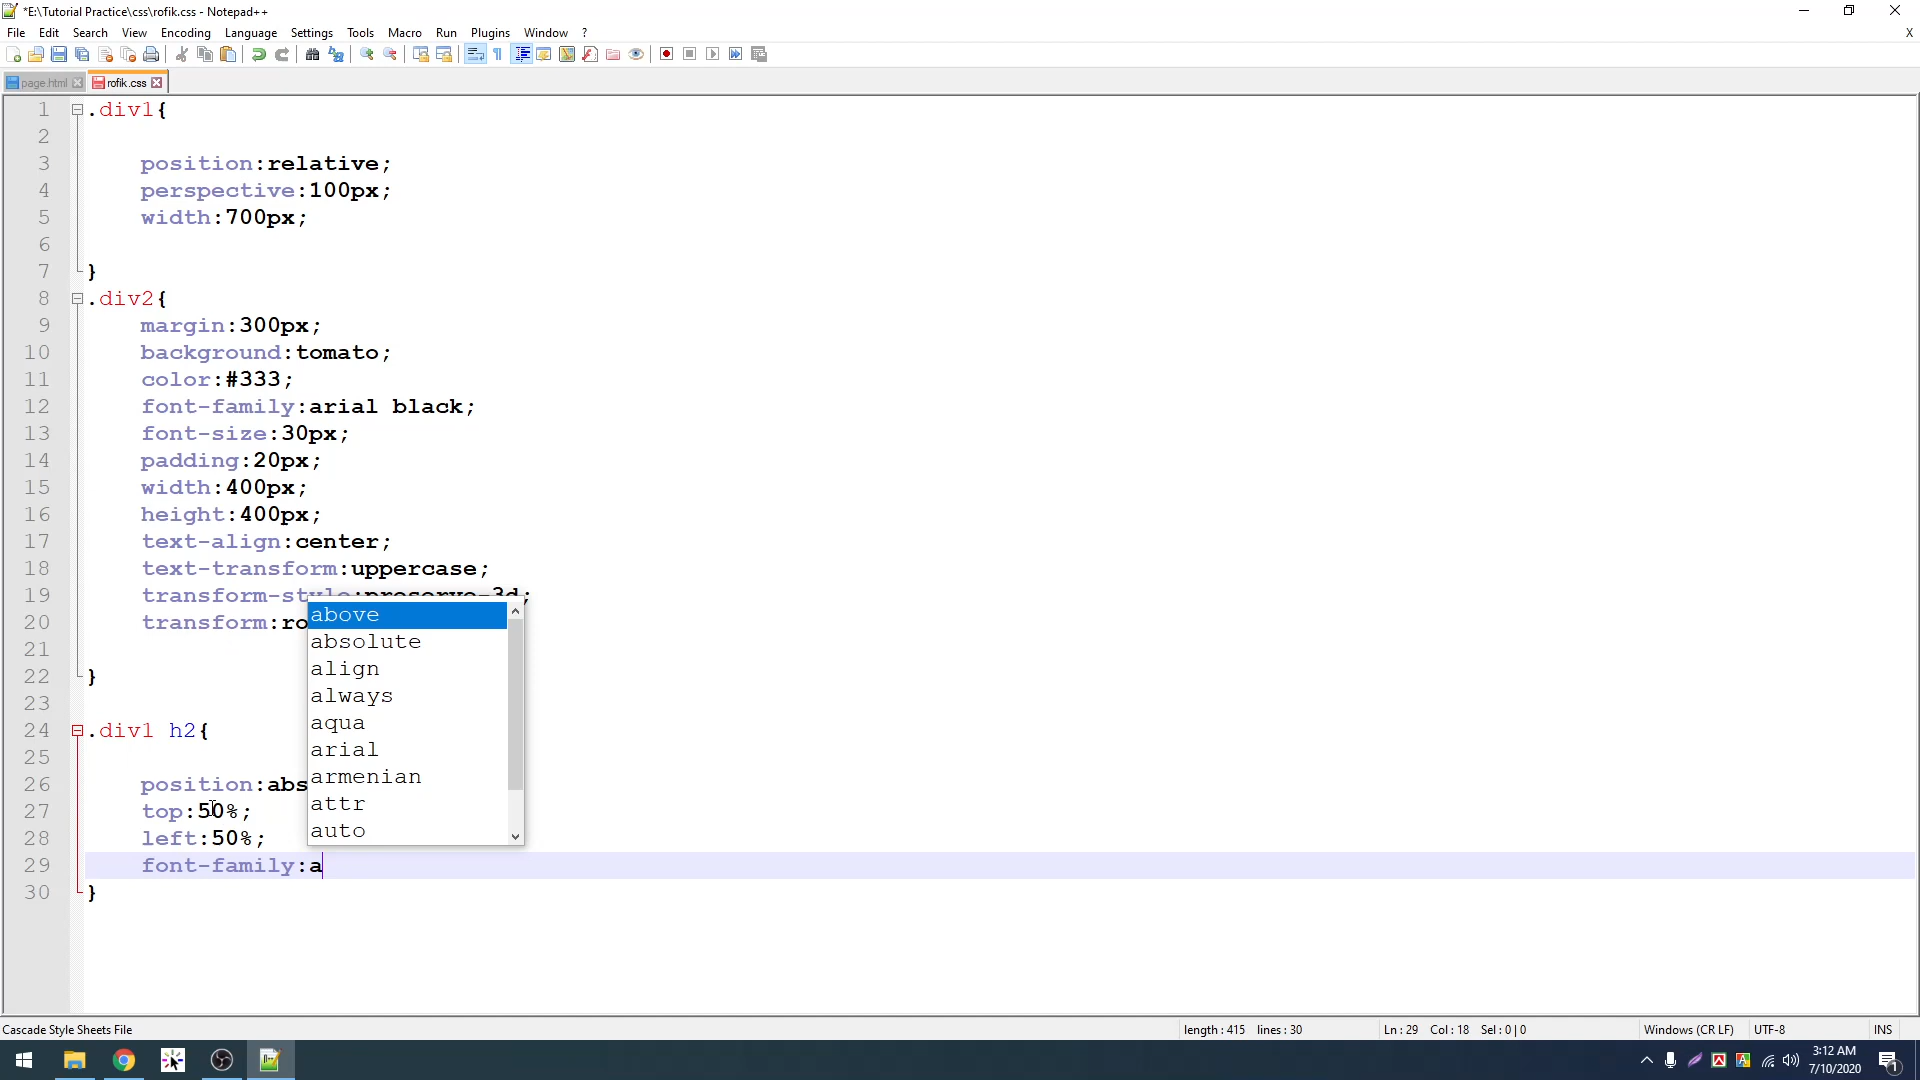 *E:\Tutorial Practice\css\rofik.css - Notepad++
File Edit Search View Encoding Language Settings Tools Macro Run Plugins Window ? X
page.html rofik.css
1 .div1{
2
3 position:relative;
4 perspective:100px;
5 width:700px;
6
7 }
8 .div2{
9 margin:300px;
10 background:tomato;
11 color:#333;
12 font-family:arial black;
13 font-size:30px;
14 padding:20px;
15 width:400px;
16 height:400px;
17 text-align:center;
18 text-transform:uppercase;
19 transform-style:preserve-3d;
20 transform:ro
21
22 }
23
24 .div1 h2{
25
26 position:abs
27 top:50%;
28 left:50%;
29 font-family:a
30 }
above
absolute
align
always
aqua
arial
armenian
attr
auto
Cascade Style Sheets File length : 415 lines : 30 Ln : 29 Col : 18 Sel : 0 | 0 Windows (CR LF) UTF-8 INS
3:12 AM
7/10/2020
1